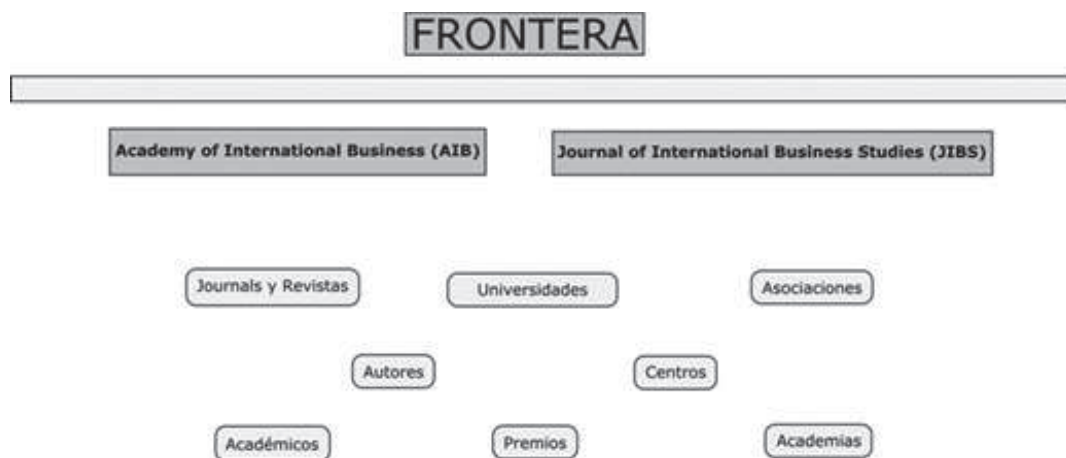 FRONTERA
Academy of International Business (AIB)
Journal of International Business Studies (JIBS)
Journals y Revistas
Universidades
Asociaciones
Autores
Centros
Académicos
Premios
Academias